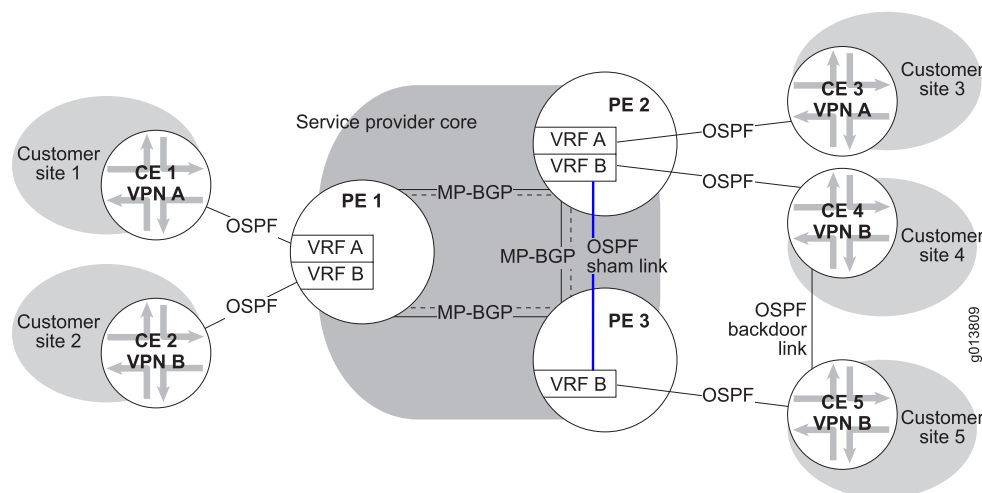 Service provider core
Customer
site 1
CE 1
VPN A
OSPF
Customer
site 2
CE 2
VPN B
OSPF
PE 1
VRF A
VRF B
MP-BGP
MP-BGP
MP-BGP
PE 2
VRF A
VRF B
OSPF
sham link
PE 3
VRF B
OSPF
OSPF
OSPF
CE 3
VPN A
Customer
site 3
CE 4
VPN B
Customer
site 4
OSPF
backdoor
link
CE 5
VPN B
Customer
site 5
g013809